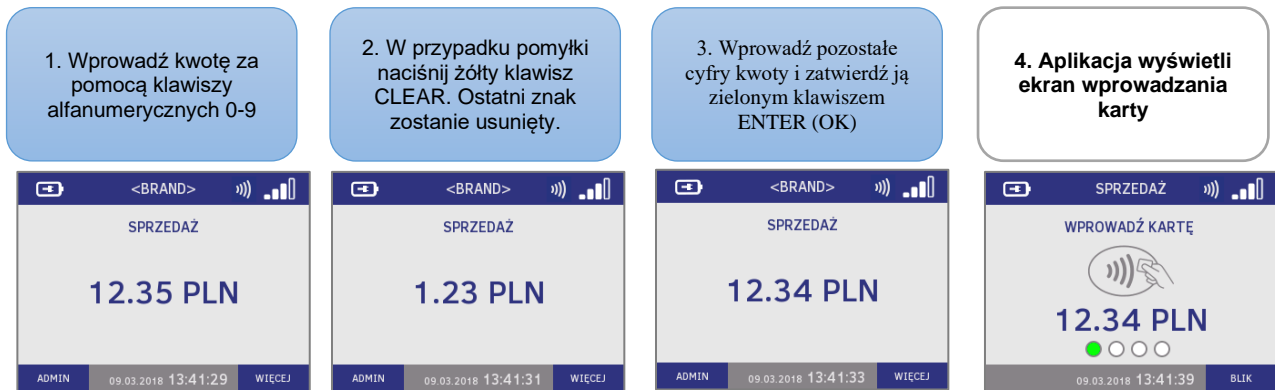 1. Wprowadź kwotę za
pomocą klawiszy
alfanumerycznych 0-9
2. W przypadku pomyłki
naciśnij żółty klawisz
CLEAR. Ostatni znak
zostanie usunięty.
3. Wprowadź pozostałe
cyfry kwoty i zatwierdź ją
zielonym klawiszem
ENTER (OK)
4. Aplikacja wyświetli
ekran wprowadzania
karty
<BRAND>
SPRZEDAŻ
12.35 PLN
ADMIN 09.03.2018 13:41:29 WIĘCEJ
<BRAND>
SPRZEDAŻ
1.23 PLN
ADMIN 09.03.2018 13:41:31 WIĘCEJ
<BRAND>
SPRZEDAŻ
12.34 PLN
ADMIN 09.03.2018 13:41:33 WIĘCEJ
SPRZEDAŻ
WPROWADŹ KARTĘ
12.34 PLN
09.03.2018 13:41:39 BLIK